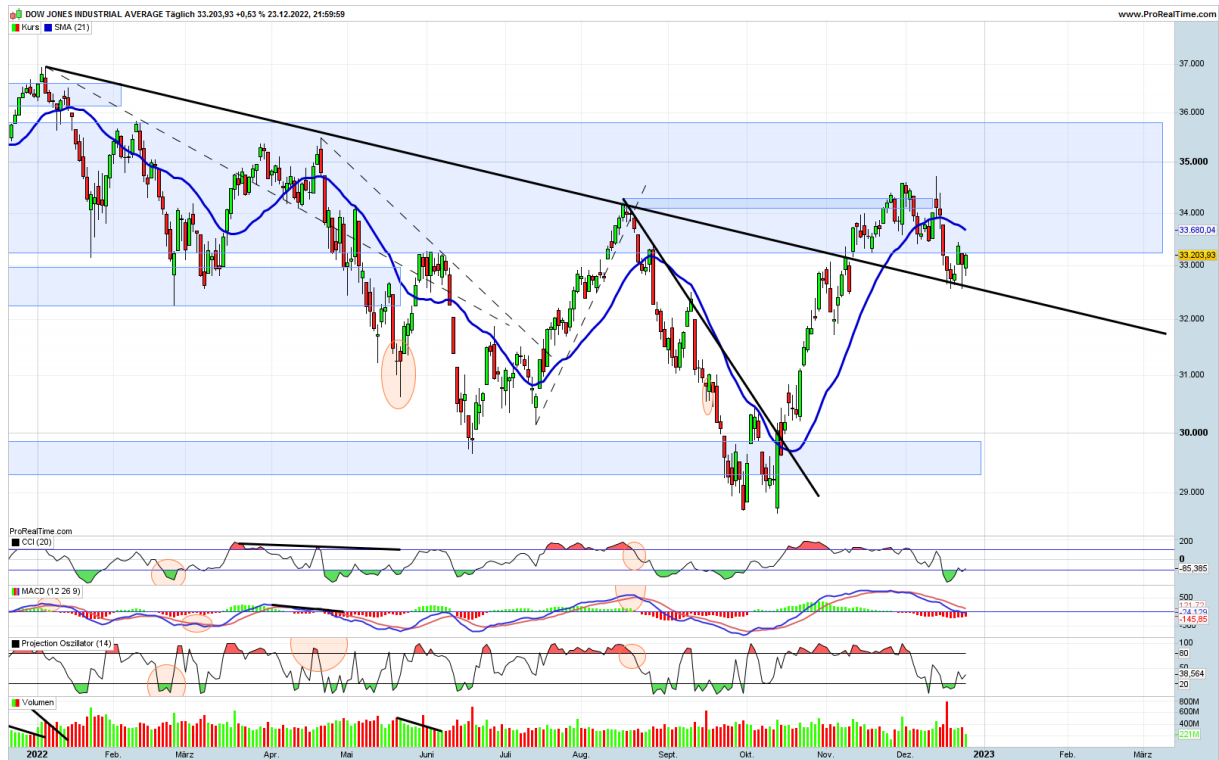 DOW JONES INDUSTRIAL AVERAGE Täglich 33.203,93 +0,53 % 23.12.2022, 21:59:59
www.ProRealTime.com
Kurs SMA (21)
37.000
36.000
35.000
34.000
33.680,04
33.203,93
33.000
32.000
31.000
30.000
29.000
ProRealTime.com
CCI (20)
200
0
-85,385
MACD (12 26 9)
500
121,72
-24,129
-145,85
-500
Projection Oszillator (14)
100
80
50
38,564
20
Volumen
800M
600M
400M
221M
2022 Feb. März Apr. Mai Juni Juli Aug. Sept. Okt. Nov. Dez. 2023 Feb. März